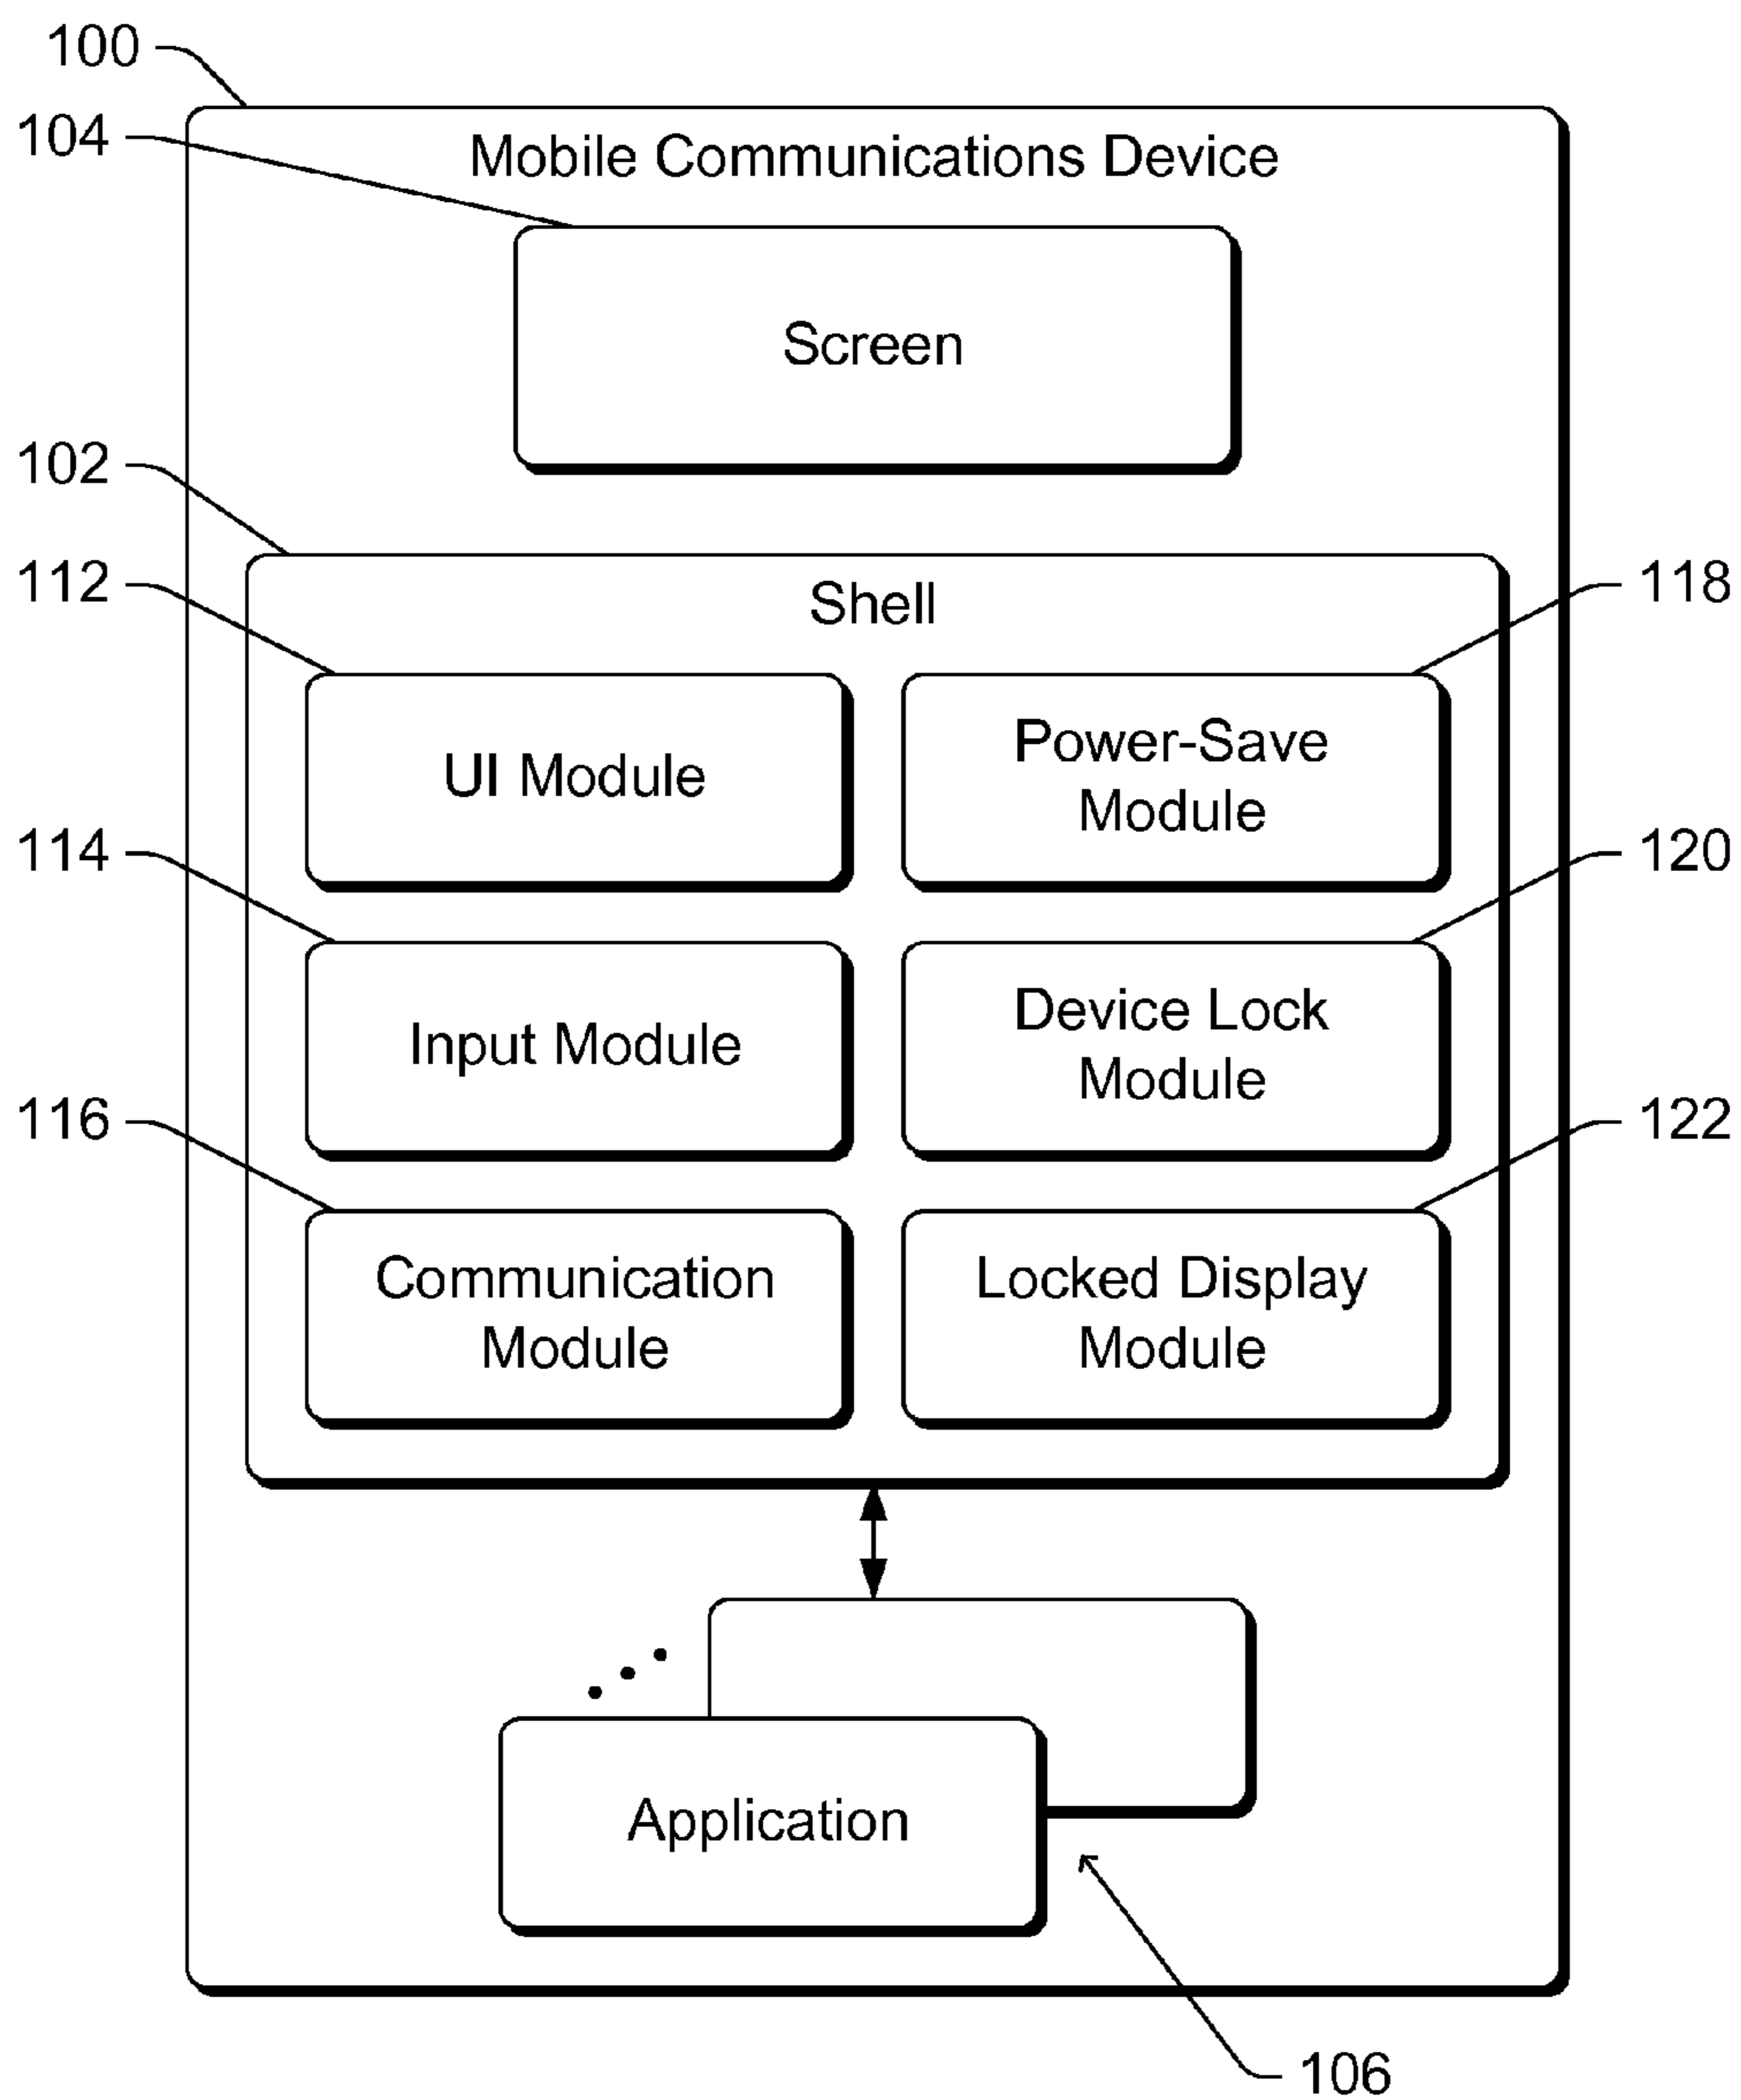 100
104
Mobile Communications Device
Screen
102
112
118
Shell
UI Module
Power-Save
Module
114
120
Input Module
Device Lock
Module
116
122
Communication
Module
Locked Display
Module
Application
106